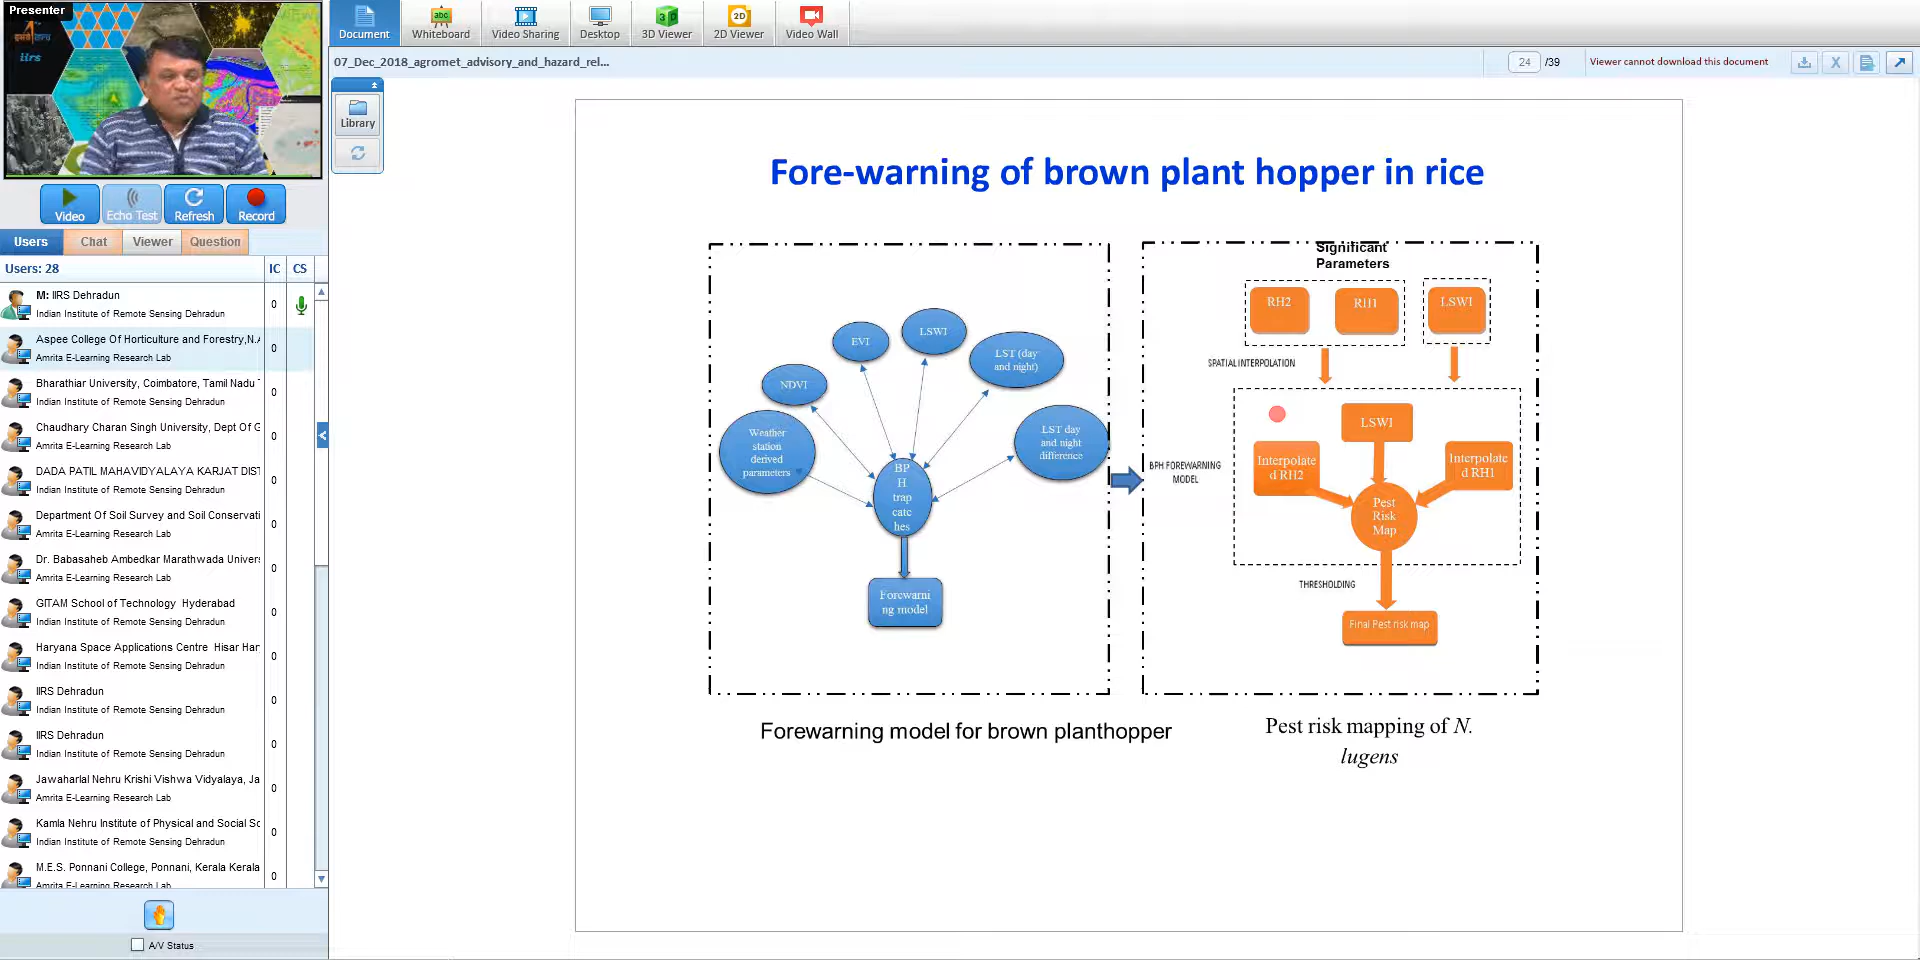 Presenter
iirs
Video
Echo Test
Refresh
Record
Users
Chat
Viewer
Question
Users: 28
IC
CS
M: IIRS Dehradun
Indian Institute of Remote Sensing Dehradun
0
Aspee College Of Horticulture and Forestry,N.A
Amrita E-Learning Research Lab
0
Bharathiar University, Coimbatore, Tamil Nadu
Indian Institute of Remote Sensing Dehradun
0
Chaudhary Charan Singh University, Dept Of G
Amrita E-Learning Research Lab
0
DADA PATIL MAHAVIDYALAYA KARJAT DIST
Indian Institute of Remote Sensing Dehradun
0
Department Of Soil Survey and Soil Conservati
Amrita E-Learning Research Lab
0
Dr. Babasaheb Ambedkar Marathwada Univers
Amrita E-Learning Research Lab
0
GITAM School of Technology Hyderabad
Indian Institute of Remote Sensing Dehradun
0
Haryana Space Applications Centre Hisar Har
Indian Institute of Remote Sensing Dehradun
0
IIRS Dehradun
Indian Institute of Remote Sensing Dehradun
0
IIRS Dehradun
Indian Institute of Remote Sensing Dehradun
0
Jawaharlal Nehru Krishi Vishwa Vidyalaya, Ja
Amrita E-Learning Research Lab
0
Kamla Nehru Institute of Physical and Social Sc
Indian Institute of Remote Sensing Dehradun
0
M.E.S. Ponnani College, Ponnani, Kerala Kerala
Amrita E-Learning Research Lab
0
A/V Status
Document
Whiteboard
Video Sharing
Desktop
3D Viewer
2D Viewer
Video Wall
07_Dec_2018_agromet_advisory_and_hazard_rel...
24 /39
Viewer cannot download this document
Library
Fore-warning of brown plant hopper in rice
NDVI
EVI
LSWI
LST (day
and night)
Weather
station
derived
parameters
LST day
and night
difference
BP
H
trap
catc
hes
Forewarni
ng model
Forewarning model for brown planthopper
Significant
Parameters
RH2
RH1
LSWI
SPATIAL INTERPOLATION
BPH FOREWARNING
MODEL
LSWI
Interpolate
d RH2
Interpolate
d RH1
Pest
Risk
Map
THRESHOLDING
Final Pest risk map
Pest risk mapping of N.
lugens